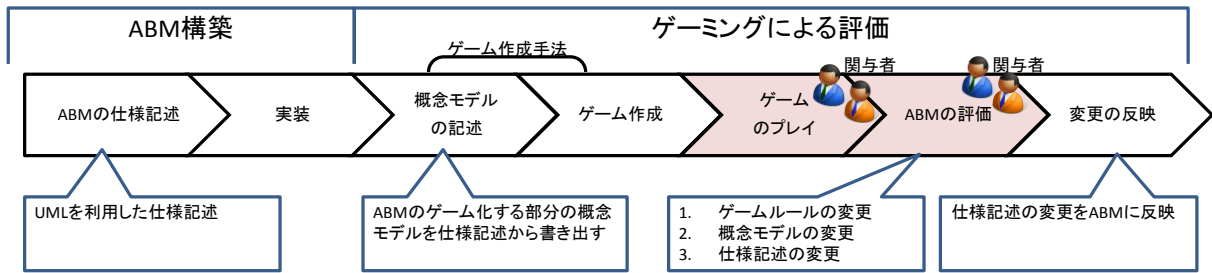 ABM構築
ゲーミングによる評価
ゲーム作成手法
関与者
関与者
ABMの仕様記述
実装
概念モデル
の記述
ゲーム作成
ゲーム
のプレイ
ABMの評価
変更の反映
UMLを利用した仕様記述
ABMのゲーム化する部分の概念
モデルを仕様記述から書き出す
1. ゲームルールの変更
2. 概念モデルの変更
3. 仕様記述の変更
仕様記述の変更をABMに反映